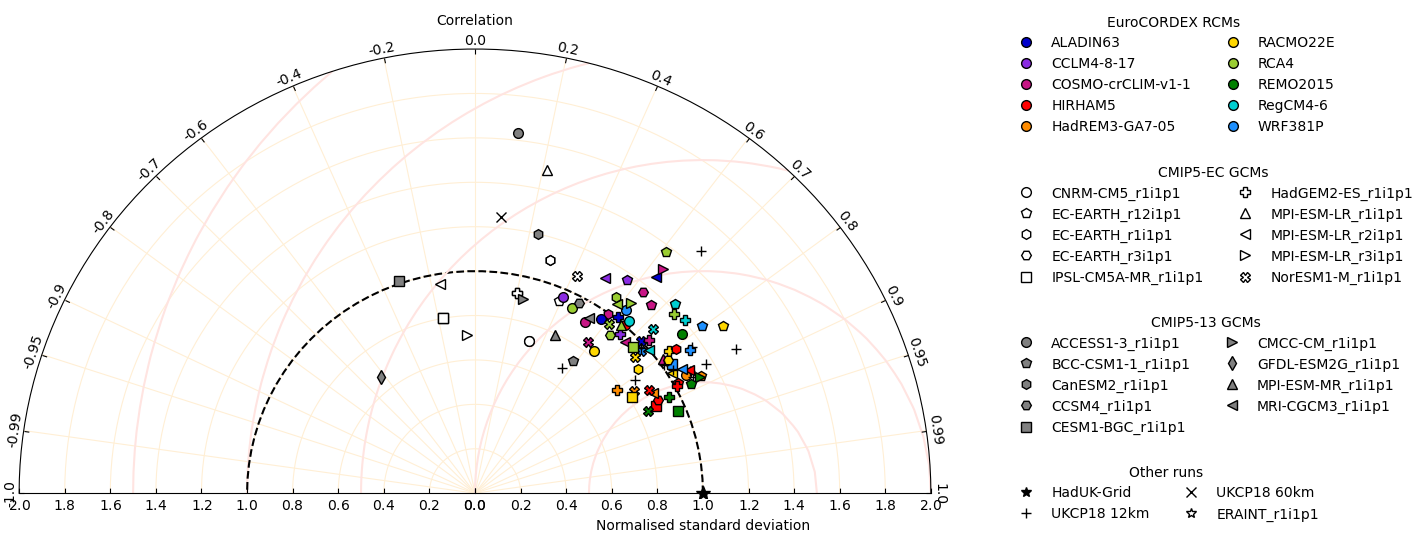 Correlation
0.0
-0.2
0.2
-0.4
0.4
-0.6
0.6
-0.7
0.7
-0.8
0.8
-0.9
0.9
-0.95
0.95
-0.99
0.99
-1.0
1.0
2.0 1.8 1.6 1.4 1.2 1.0 0.8 0.6 0.4 0.2 0.0 0.2 0.4 0.6 0.8 1.0 1.2 1.4 1.6 1.8 2.0
Normalised standard deviation
EuroCORDEX RCMs
ALADIN63 RACMO22E
CCLM4-8-17 RCA4
COSMO-crCLIM-v1-1 REMO2015
HIRHAM5 RegCM4-6
HadREM3-GA7-05 WRF381P
CMIP5-EC GCMs
CNRM-CM5_r1i1p1 HadGEM2-ES_r1i1p1
EC-EARTH_r12i1p1 MPI-ESM-LR_r1i1p1
EC-EARTH_r1i1p1 MPI-ESM-LR_r2i1p1
EC-EARTH_r3i1p1 MPI-ESM-LR_r3i1p1
IPSL-CM5A-MR_r1i1p1 NorESM1-M_r1i1p1
CMIP5-13 GCMs
ACCESS1-3_r1i1p1 CMCC-CM_r1i1p1
BCC-CSM1-1_r1i1p1 GFDL-ESM2G_r1i1p1
CanESM2_r1i1p1 MPI-ESM-MR_r1i1p1
CCSM4_r1i1p1 MRI-CGCM3_r1i1p1
CESM1-BGC_r1i1p1
Other runs
HadUK-Grid UKCP18 60km
UKCP18 12km ERAINT_r1i1p1